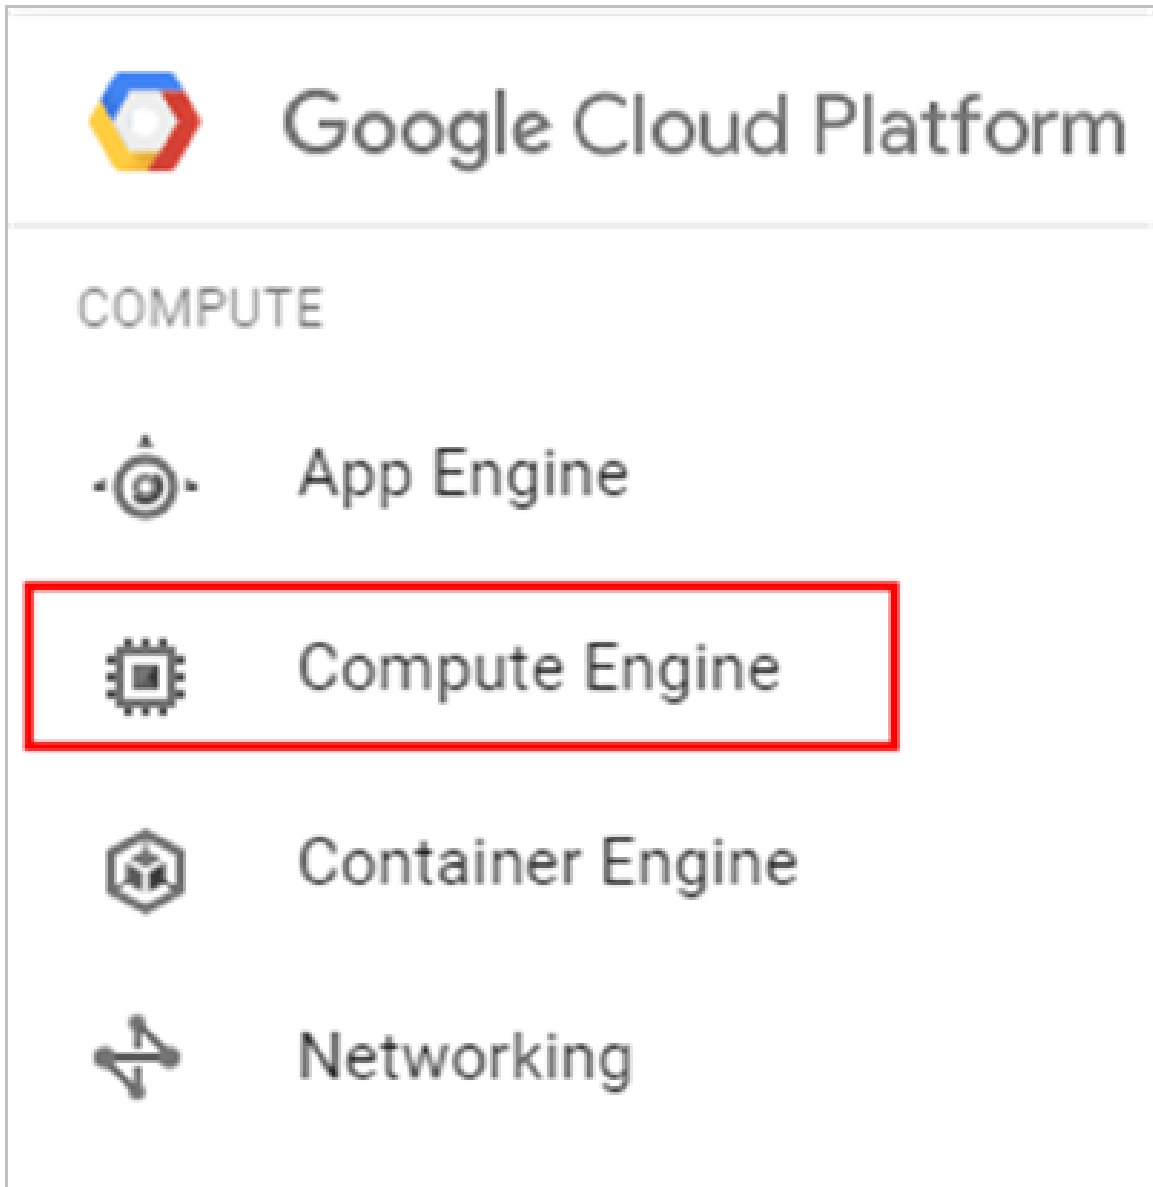 Google Cloud Platform
COMPUTE
App Engine
Compute Engine
Container Engine
Networking